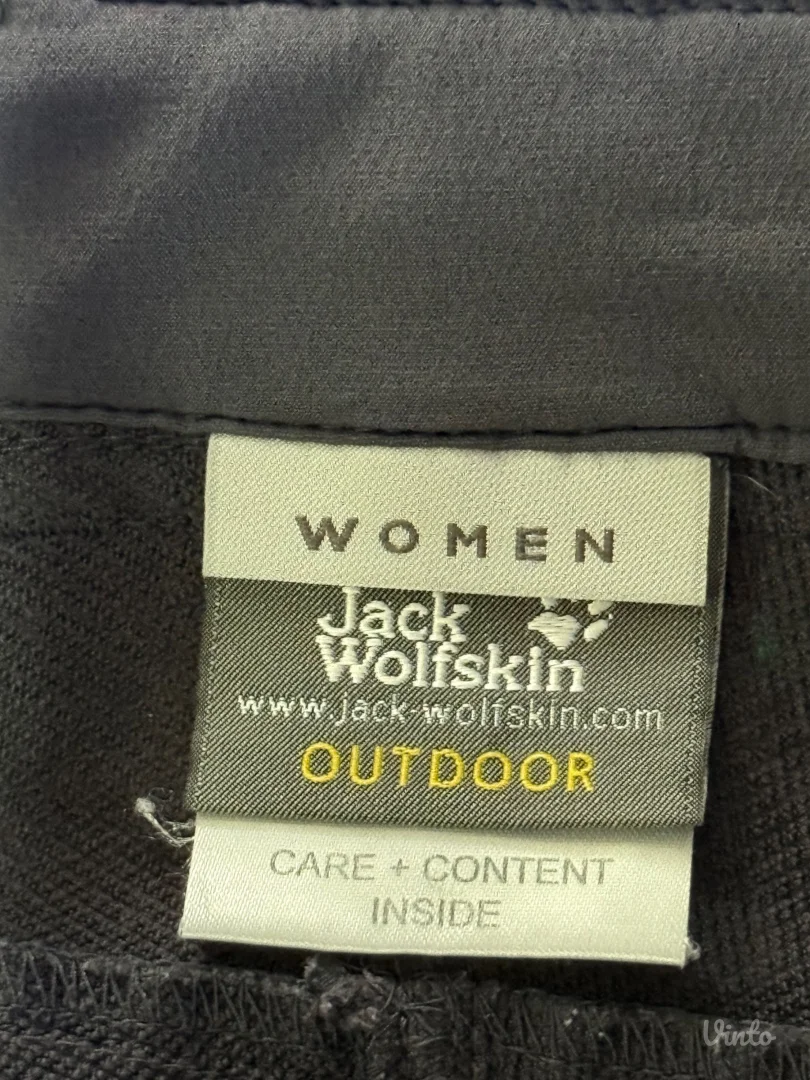 WOMEN
Jack
Wolfskin
www.jack-wolfskin.com
OUTDOOR
CARE + CONTENT
INSIDE
Vinto